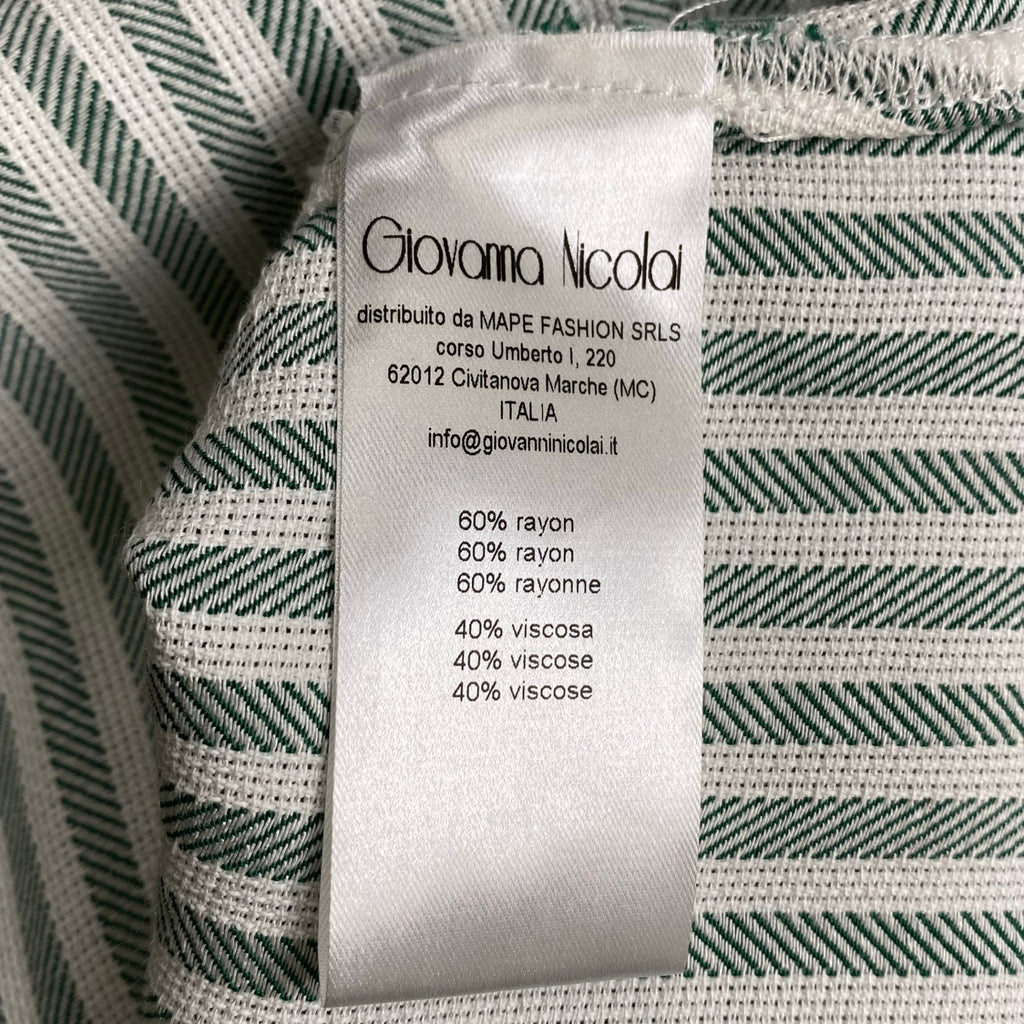 Giovanna Nicolai
distribuito da MAPE FASHION SRLS
corso Umberto I, 220
62012 Civitanova Marche (MC)
ITALIA
info@giovanninicolai.it
60% rayon
60% rayon
60% rayonne
40% viscosa
40% viscose
40% viscose